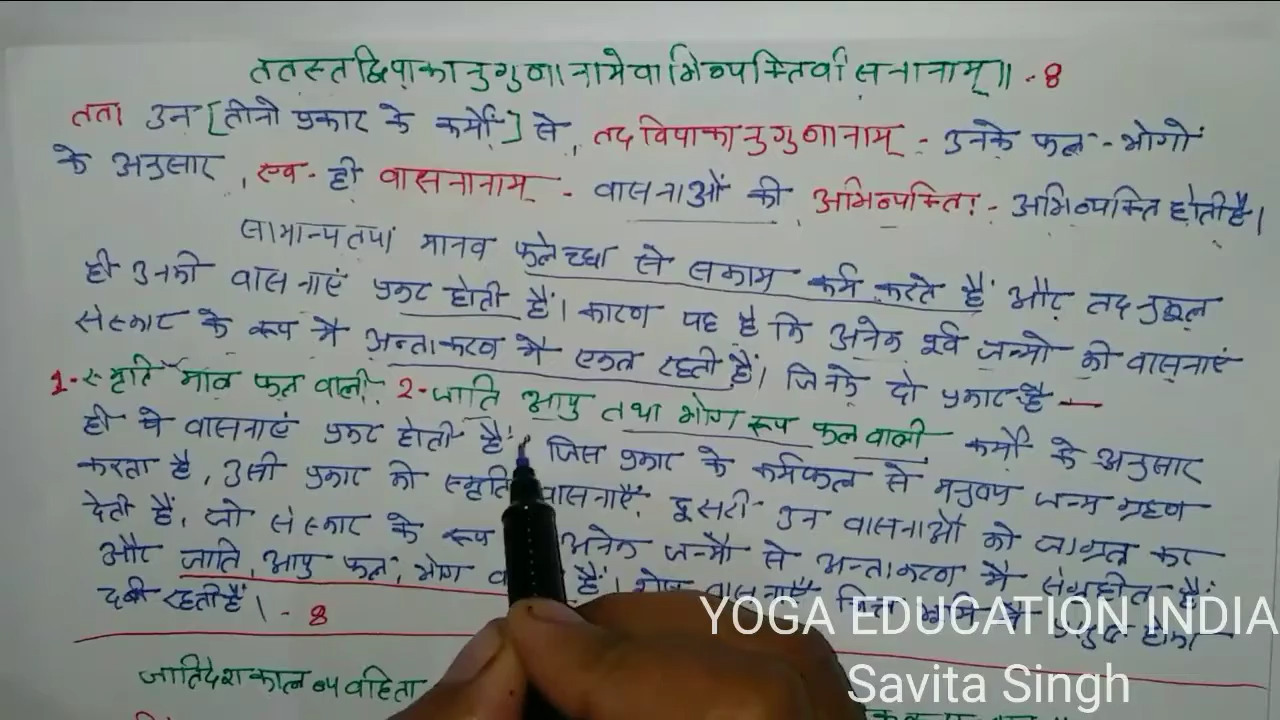 ततस्तद्विपाकानुगुणानामेवाभिव्यक्तिर्वासनानाम्॥ - 8
तता उन [तीनो प्रकार के कर्मों] से, तद विपाकानुगुणानाम् - उनके फल - भोगों
के अनुसार, एव - ही वासनानाम् - वासनाओं की अभिव्यक्तिः - अभिव्यक्ति होती है।
सामान्यतया मानव फलेच्छा से सकाम कर्म करते हैं और तदनुकूल
ही उनकी वासनाएं प्रकट होती हैं। कारण यह है कि अनेक पूर्व जन्मो की वासनाएं
संस्कार के रूप में अन्ताकरण में एकत्र रहती हैं। जिनके दो प्रकार है —
1- स्मृति मात्र फल वाली, 2- जाति आयु तथा भोग रूप फल वाली कर्मों के अनुसार
ही ये वासनाएं प्रकट होती हैं। जिस प्रकार के कर्मफल से मनुष्य जन्म ग्रहण
करता है, उसी प्रकार की स्मृति वासनाएँ, दूसरी उन वासनाओं को जाग्रत कर
देती हैं, जो संस्कार के रूप अनेक जन्मों से अन्ताकरण में संग्रहीत हैं
और जाति, आयु फल, भोग हैं। शेष वासनाएँ चित्त भूमि में
दबी रहती हैं। - 8
जातिदेशकाल व्यवहिता
YOGA EDUCATION INDIA
Savita Singh